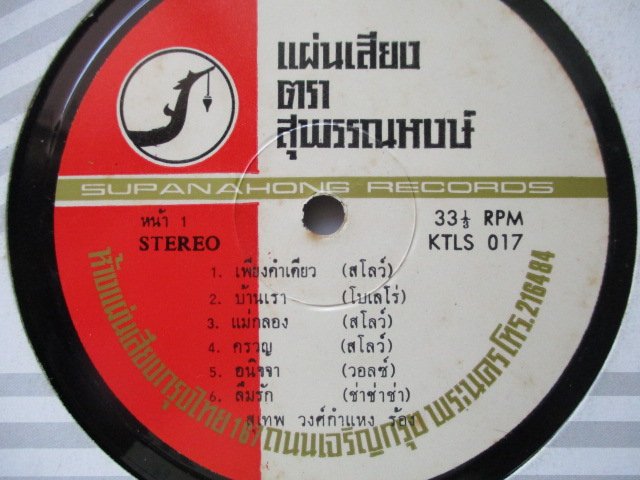 แผ่นเสียง
ตรา
สุพรรณหงษ์
SUPANAHONG RECORDS
หน้า 1
STEREO
33 1/3 RPM
KTLS 017
1. เพียงคำเดียว (สโลว์)
2. บ้านเรา (โบเลโร่)
3. แม่กลอง (สโลว์)
4. ครวญ (สโลว์)
5. อนิจจา (วอลซ์)
6. ลืมรัก (ช่าช่าช่า)
สุเทพ วงศ์กำแหง ร้อง
ห้างแผ่นเสียงกรุงไทย 187 ถนนเจริญกรุง พระนคร โทร. 216484